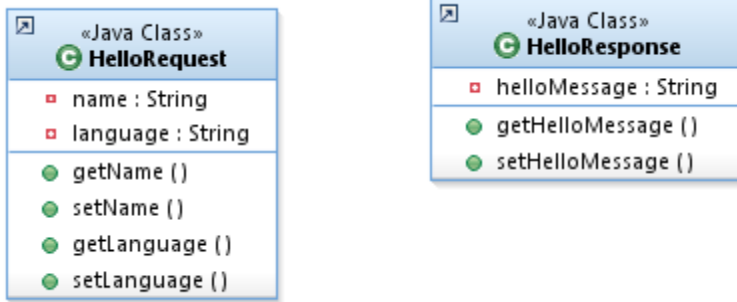 «Java Class»
HelloRequest
name : String
language : String
getName ( )
setName ( )
getLanguage ( )
setLanguage ( )
«Java Class»
HelloResponse
helloMessage : String
getHelloMessage ( )
setHelloMessage ( )